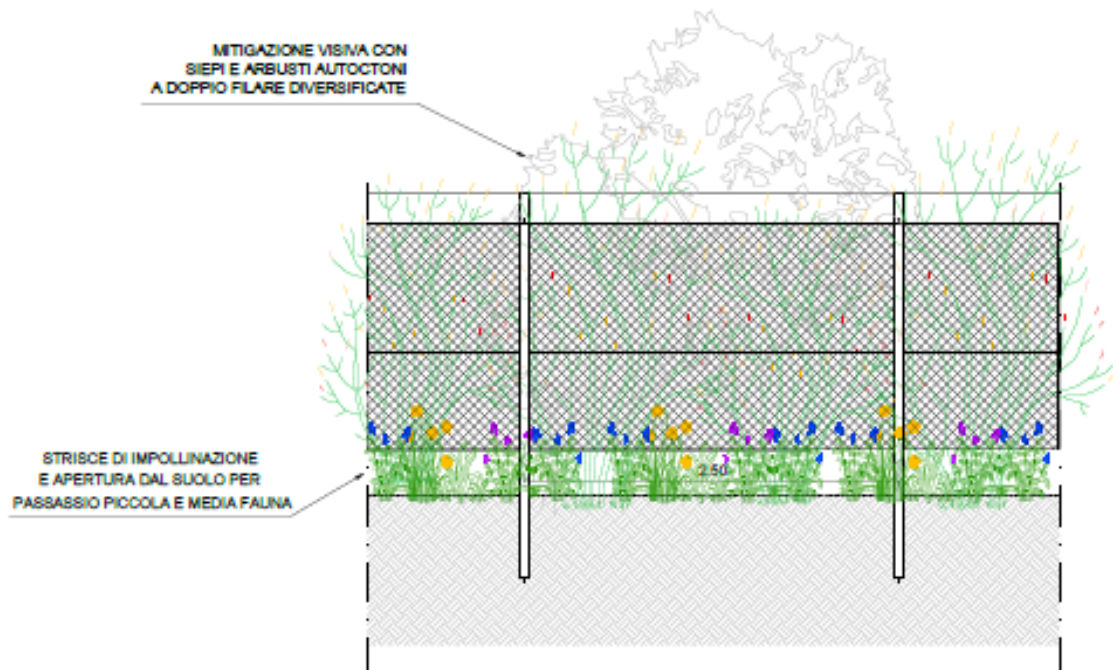 MITIGAZIONE VISIVA CON
SIEPI E ARBUSTI AUTOCTONI
A DOPPIO FILARE DIVERSIFICATE
STRISCE DI IMPOLLINAZIONE
E APERTURA DAL SUOLO PER
PASSASSIO PICCOLA E MEDIA FAUNA
2.50